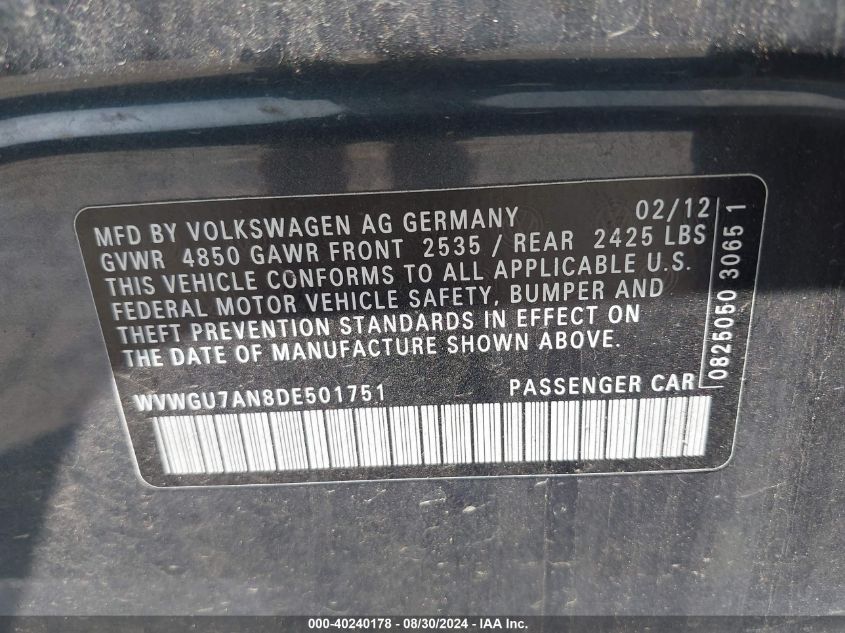 MFD BY VOLKSWAGEN AG GERMANY 02/12
GVWR 4850 GAWR FRONT 2535 / REAR 2425 LBS
THIS VEHICLE CONFORMS TO ALL APPLICABLE U.S.
FEDERAL MOTOR VEHICLE SAFETY, BUMPER AND
THEFT PREVENTION STANDARDS IN EFFECT ON
THE DATE OF MANUFACTURE SHOWN ABOVE.
WVWGU7AN8DE501751 PASSENGER CAR
0825050 3065 1
000-40240178 - 08/30/2024 - IAA Inc.